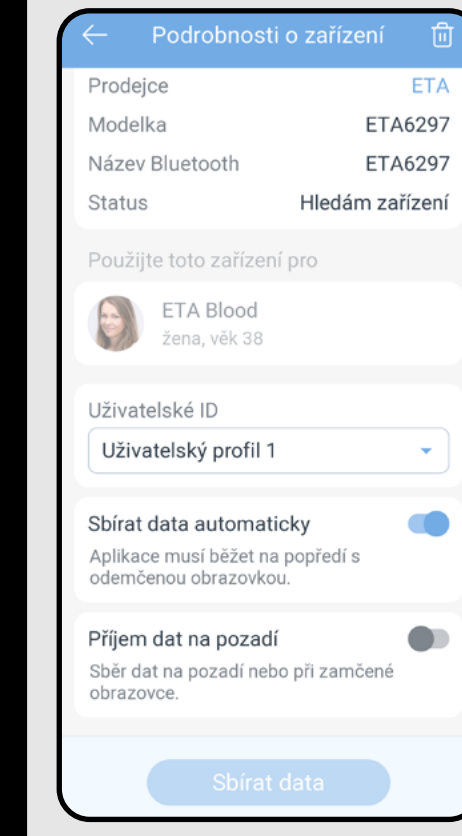 Podrobnosti o zařízení
Prodejce ETA
Modelka ETA6297
Název Bluetooth ETA6297
Status Hledám zařízení
Použijte toto zařízení pro
ETA Blood
žena, věk 38
Uživatelské ID
Uživatelský profil 1
Sbírat data automaticky
Aplikace musí běžet na popředí s
odemčenou obrazovkou.
Příjem dat na pozadí
Sběr dat na pozadí nebo při zamčené
obrazovce.
Sbírat data